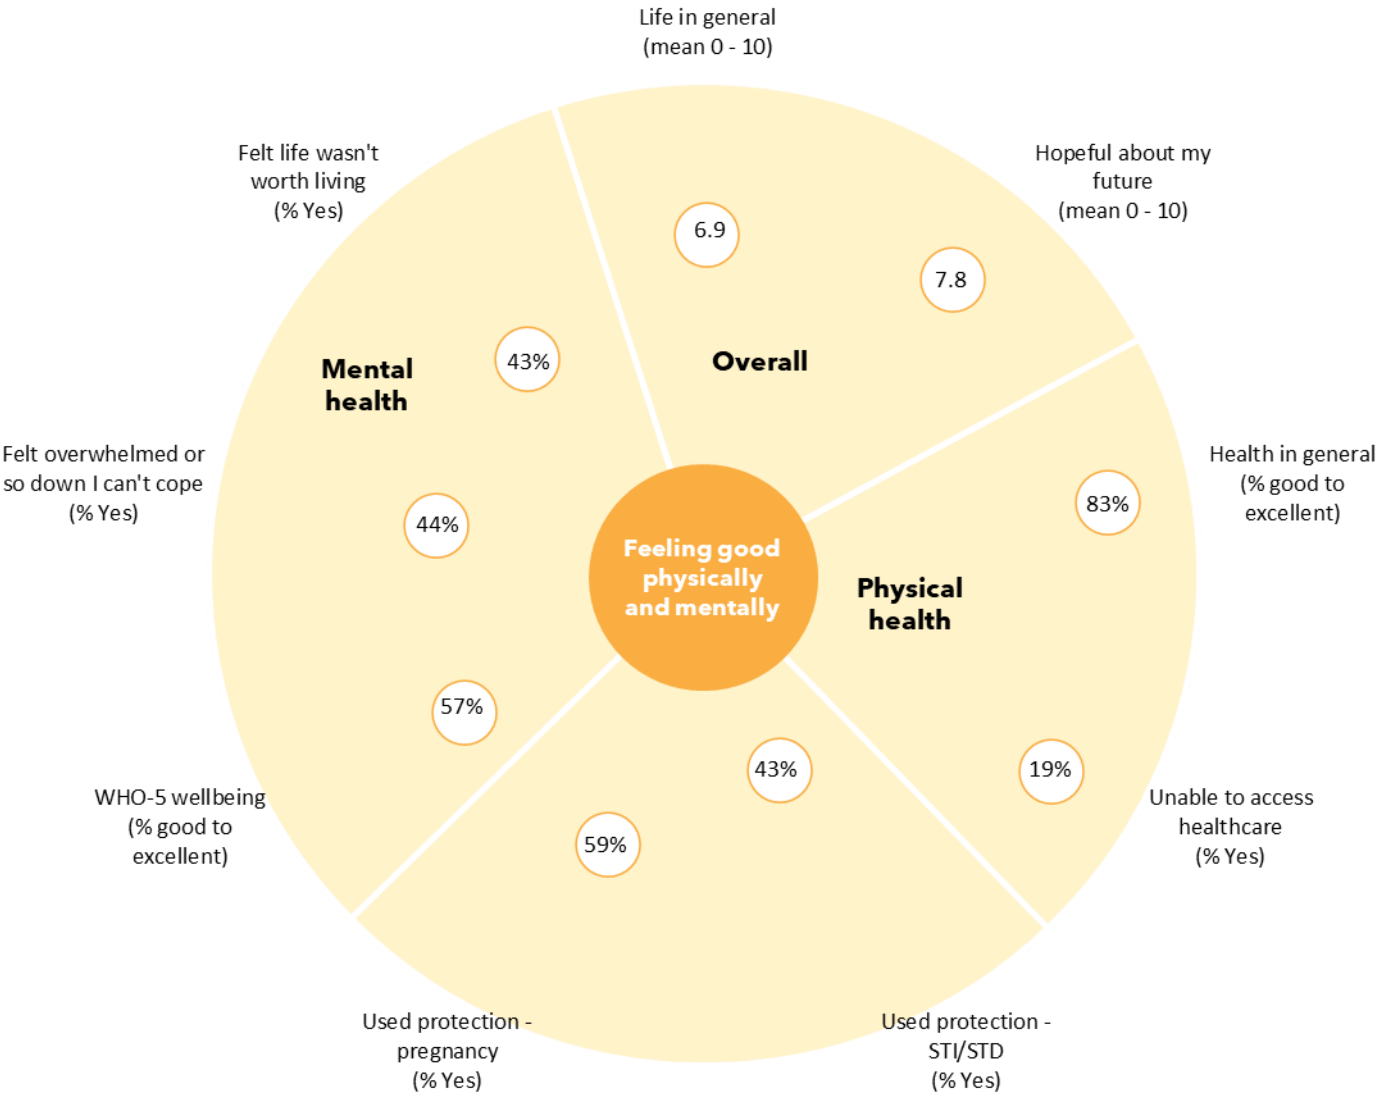 Life in general
(mean 0 - 10)
Hopeful about my
future
(mean 0 - 10)
Felt life wasn't
worth living
(% Yes)
6.9
7.8
Overall
43%
Mental
health
Felt overwhelmed or
so down I can't cope
(% Yes)
44%
Health in general
(% good to
excellent)
83%
Feeling good
physically
and mentally
Physical
health
57%
WHO-5 wellbeing
(% good to
excellent)
43%
59%
19%
Unable to access
healthcare
(% Yes)
Used protection -
pregnancy
(% Yes)
Used protection -
STI/STD
(% Yes)